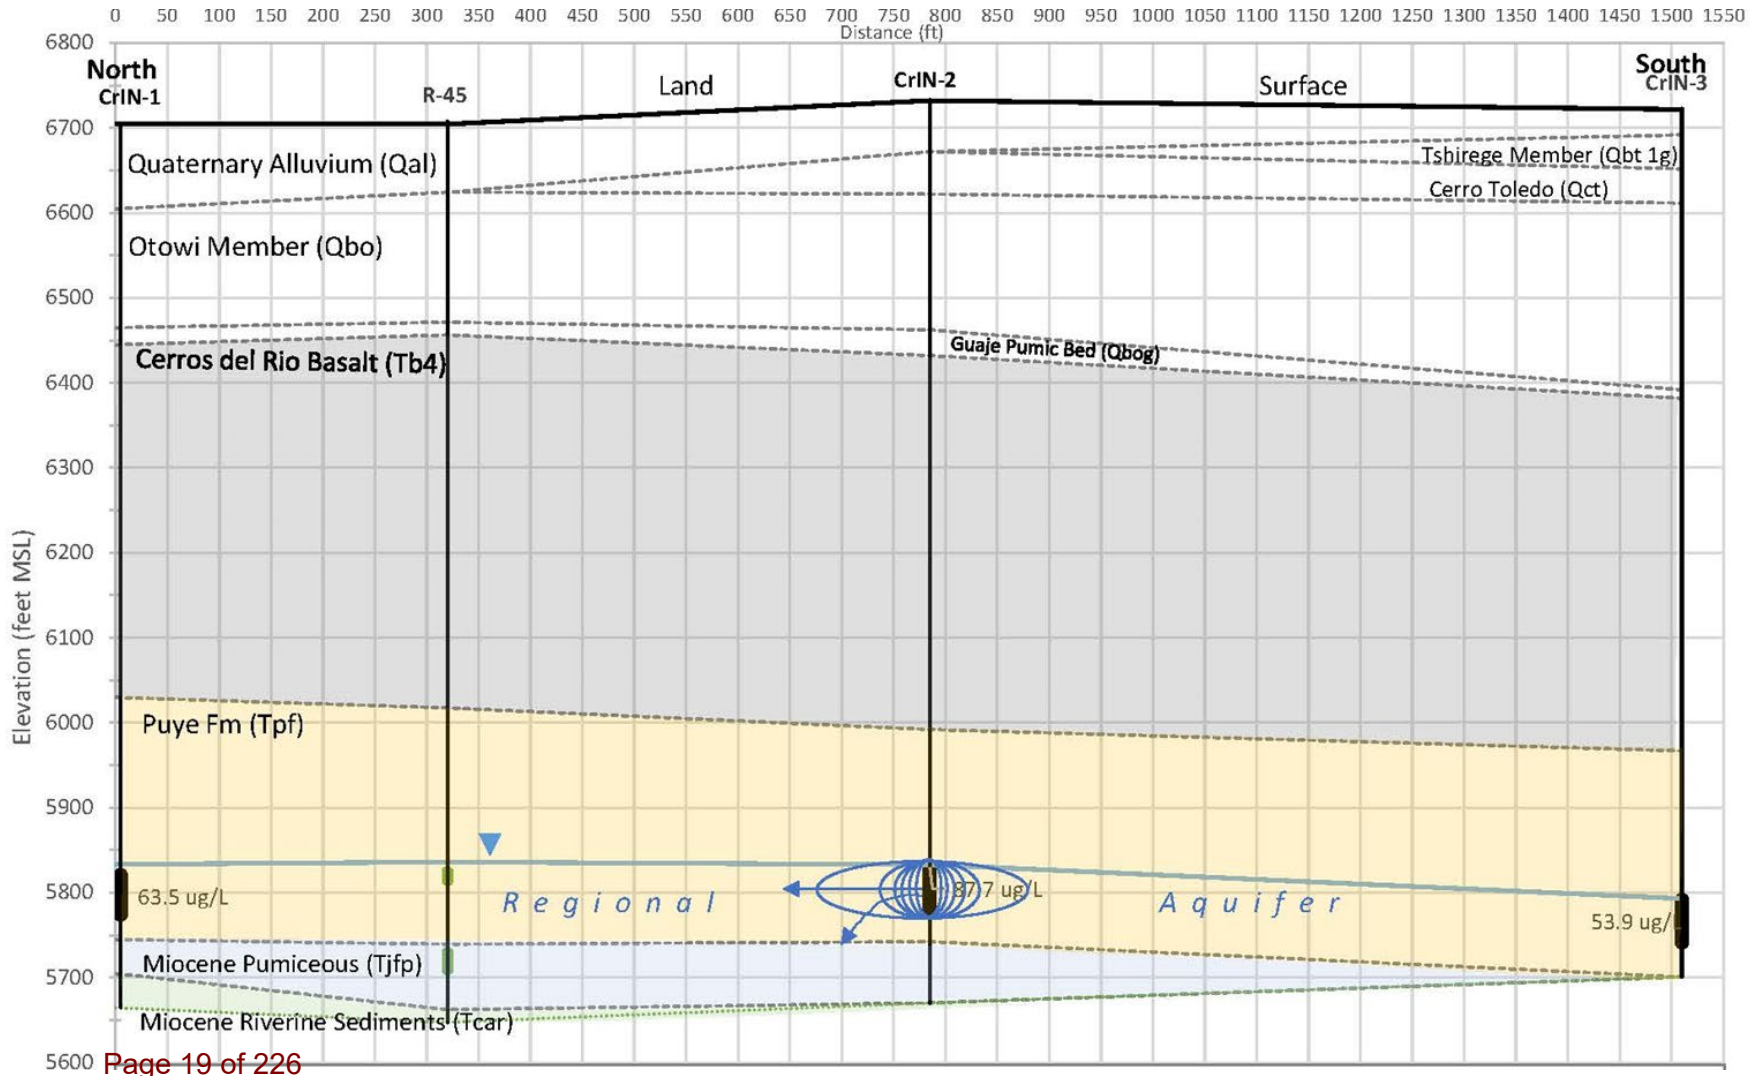 0 50 100 150 200 250 300 350 400 450 500 550 600 650 700 750 800 850 900 950 1000 1050 1100 1150 1200 1250 1300 1350 1400 1450 1500 1550
Distance (ft)
6800
North
CrIN-1
R-45
Land
CrIN-2
Surface
South
CrIN-3
6700
Quaternary Alluvium (Qal)
Tshirege Member (Qbt 1g)
Cerro Toledo (Qct)
6600
Otowi Member (Qbo)
6500
Guaje Pumic Bed (Qbog)
Cerros del Rio Basalt (Tb4)
6400
6300
6200
Elevation (feet MSL)
6100
6000
Puye Fm (Tpf)
5900
5800
63.5 ug/L
Regional
87.7 ug/L
Aquifer
53.9 ug/L
Miocene Pumiceous (Tjfp)
5700
Miocene Riverine Sediments (Tcar)
5600
Page 19 of 226